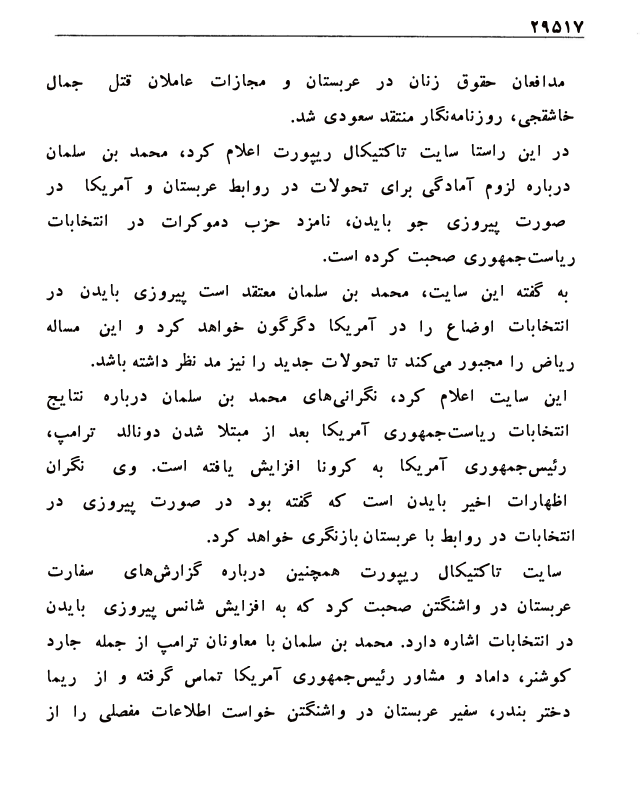 ۲۹۵۱۷
مدافعان حقوق زنان در عربستان و مجازات عاملان قتل جمال
خاشقجی، روزنامه‌نگار منتقد سعودی شد.
در این راستا سایت تاکتیکال ریپورت اعلام کرد، محمد بن سلمان
درباره لزوم آمادگی برای تحولات در روابط عربستان و آمریکا در
صورت پیروزی جو بایدن، نامزد حزب دموکرات در انتخابات
ریاست‌جمهوری صحبت کرده است.
به گفته این سایت، محمد بن سلمان معتقد است پیروزی بایدن در
انتخابات اوضاع را در آمریکا دگرگون خواهد کرد و این مساله
ریاض را مجبور می‌کند تا تحولات جدید را نیز مد نظر داشته باشد.
این سایت اعلام کرد، نگرانی‌های محمد بن سلمان درباره نتایج
انتخابات ریاست‌جمهوری آمریکا بعد از مبتلا شدن دونالد ترامپ،
رئیس‌جمهوری آمریکا به کرونا افزایش یافته است. وی نگران
اظهارات اخیر بایدن است که گفته بود در صورت پیروزی در
انتخابات در روابط با عربستان بازنگری خواهد کرد.
سایت تاکتیکال ریپورت همچنین درباره گزارش‌های سفارت
عربستان در واشنگتن صحبت کرد که به افزایش شانس پیروزی بایدن
در انتخابات اشاره دارد. محمد بن سلمان با معاونان ترامپ از جمله جارد
کوشنر، داماد و مشاور رئیس‌جمهوری آمریکا تماس گرفته و از ریما
دختر بندر، سفیر عربستان در واشنگتن خواست اطلاعات مفصلی را از